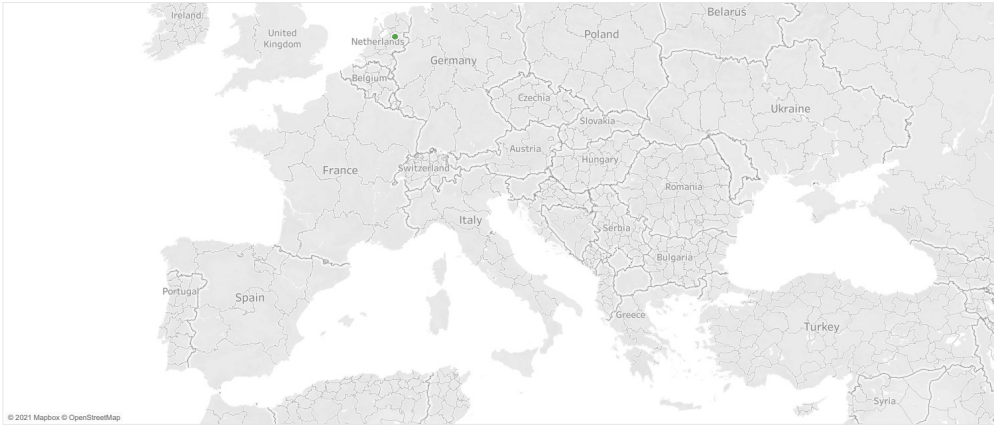 Ireland
Belarus
United
Kingdom
Netherlands
Poland
Germany
Belgium
Czechia
Ukraine
Slovakia
Austria
Hungary
France
Switzerland
Romania
Italy
Serbia
Bulgaria
Portugal
Spain
Greece
Turkey
Syria
© 2021 Mapbox © OpenStreetMap